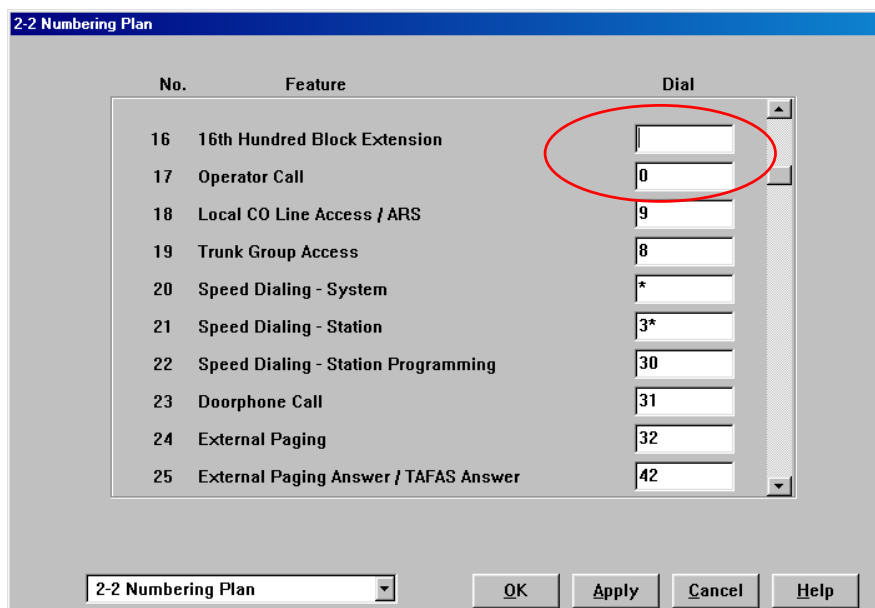 2-2 Numbering Plan
No. Feature Dial
16 16th Hundred Block Extension
17 Operator Call 0
18 Local CO Line Access / ARS 9
19 Trunk Group Access 8
20 Speed Dialing - System *
21 Speed Dialing - Station 3*
22 Speed Dialing - Station Programming 30
23 Doorphone Call 31
24 External Paging 32
25 External Paging Answer / TAFAS Answer 42
2-2 Numbering Plan OK Apply Cancel Help